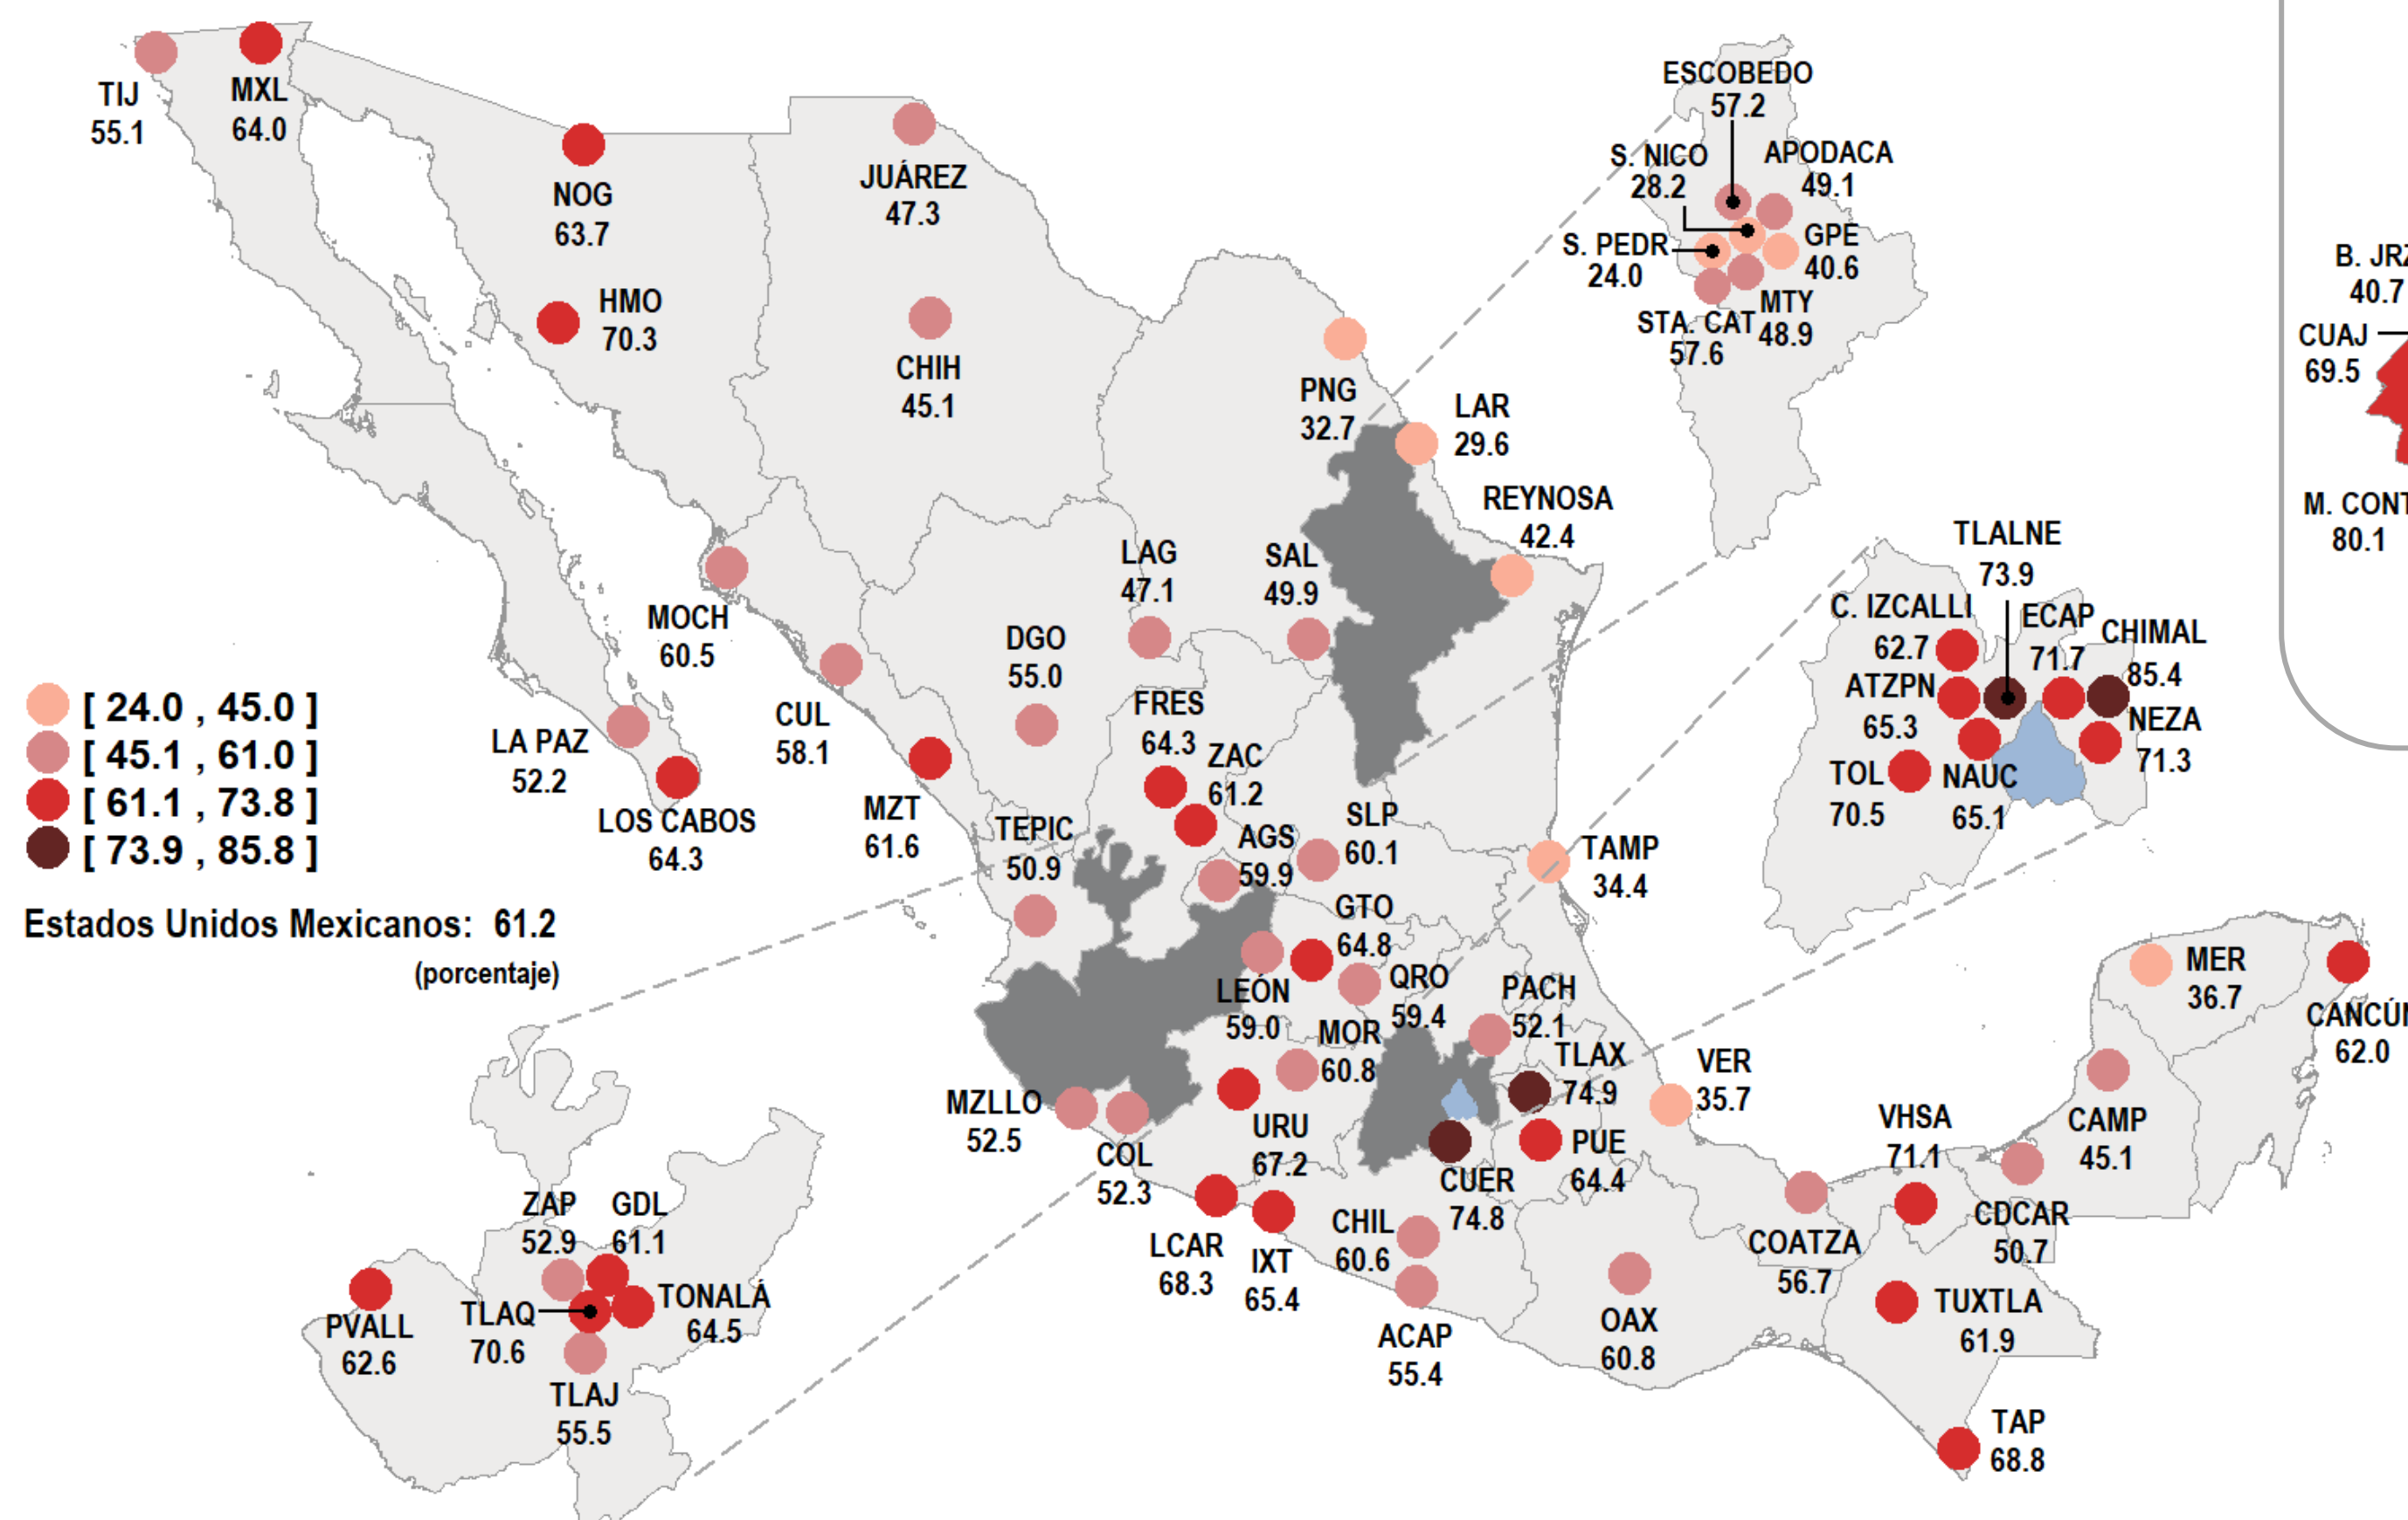 TIJ
55.1
MXL
64.0
NOG
63.7
HMO
70.3
JUÁREZ
47.3
CHIH
45.1
PNG
32.7
LAR
29.6
REYNOSA
42.4
ESCOBEDO
57.2
S. NICO
28.2
APODACA
49.1
S. PEDR
24.0
GPE
40.6
MTY
48.9
STA. CAT
57.6
B. JRZ
40.7
CUAJ
69.5
M. CONT
80.1
MOCH
60.5
LAG
47.1
SAL
49.9
DGO
55.0
CUL
58.1
LA PAZ
52.2
LOS CABOS
64.3
MZT
61.6
FRES
64.3
ZAC
61.2
TEPIC
50.9
AGS
59.9
SLP
60.1
TAMP
34.4
TLALNE
73.9
C. IZCALLI
62.7
ECAP
71.7
CHIMAL
85.4
ATZPN
65.3
NEZA
71.3
TOL
70.5
NAUC
65.1
[ 24.0 , 45.0 ]
[ 45.1 , 61.0 ]
[ 61.1 , 73.8 ]
[ 73.9 , 85.8 ]
Estados Unidos Mexicanos: 61.2
(porcentaje)
GTO
64.8
LEÓN
59.0
QRO
59.4
PACH
52.1
MOR
60.8
TLAX
74.9
VER
35.7
MER
36.7
CANCÚN
62.0
CAMP
45.1
VHSA
71.1
CDCAR
50.7
COATZA
56.7
MZLLO
52.5
COL
52.3
URU
67.2
CUER
74.8
PUE
64.4
LCAR
68.3
IXT
65.4
CHIL
60.6
ACAP
55.4
OAX
60.8
TUXTLA
61.9
TAP
68.8
ZAP
52.9
GDL
61.1
TONALÁ
64.5
TLAQ
70.6
PVALL
62.6
TLAJ
55.5